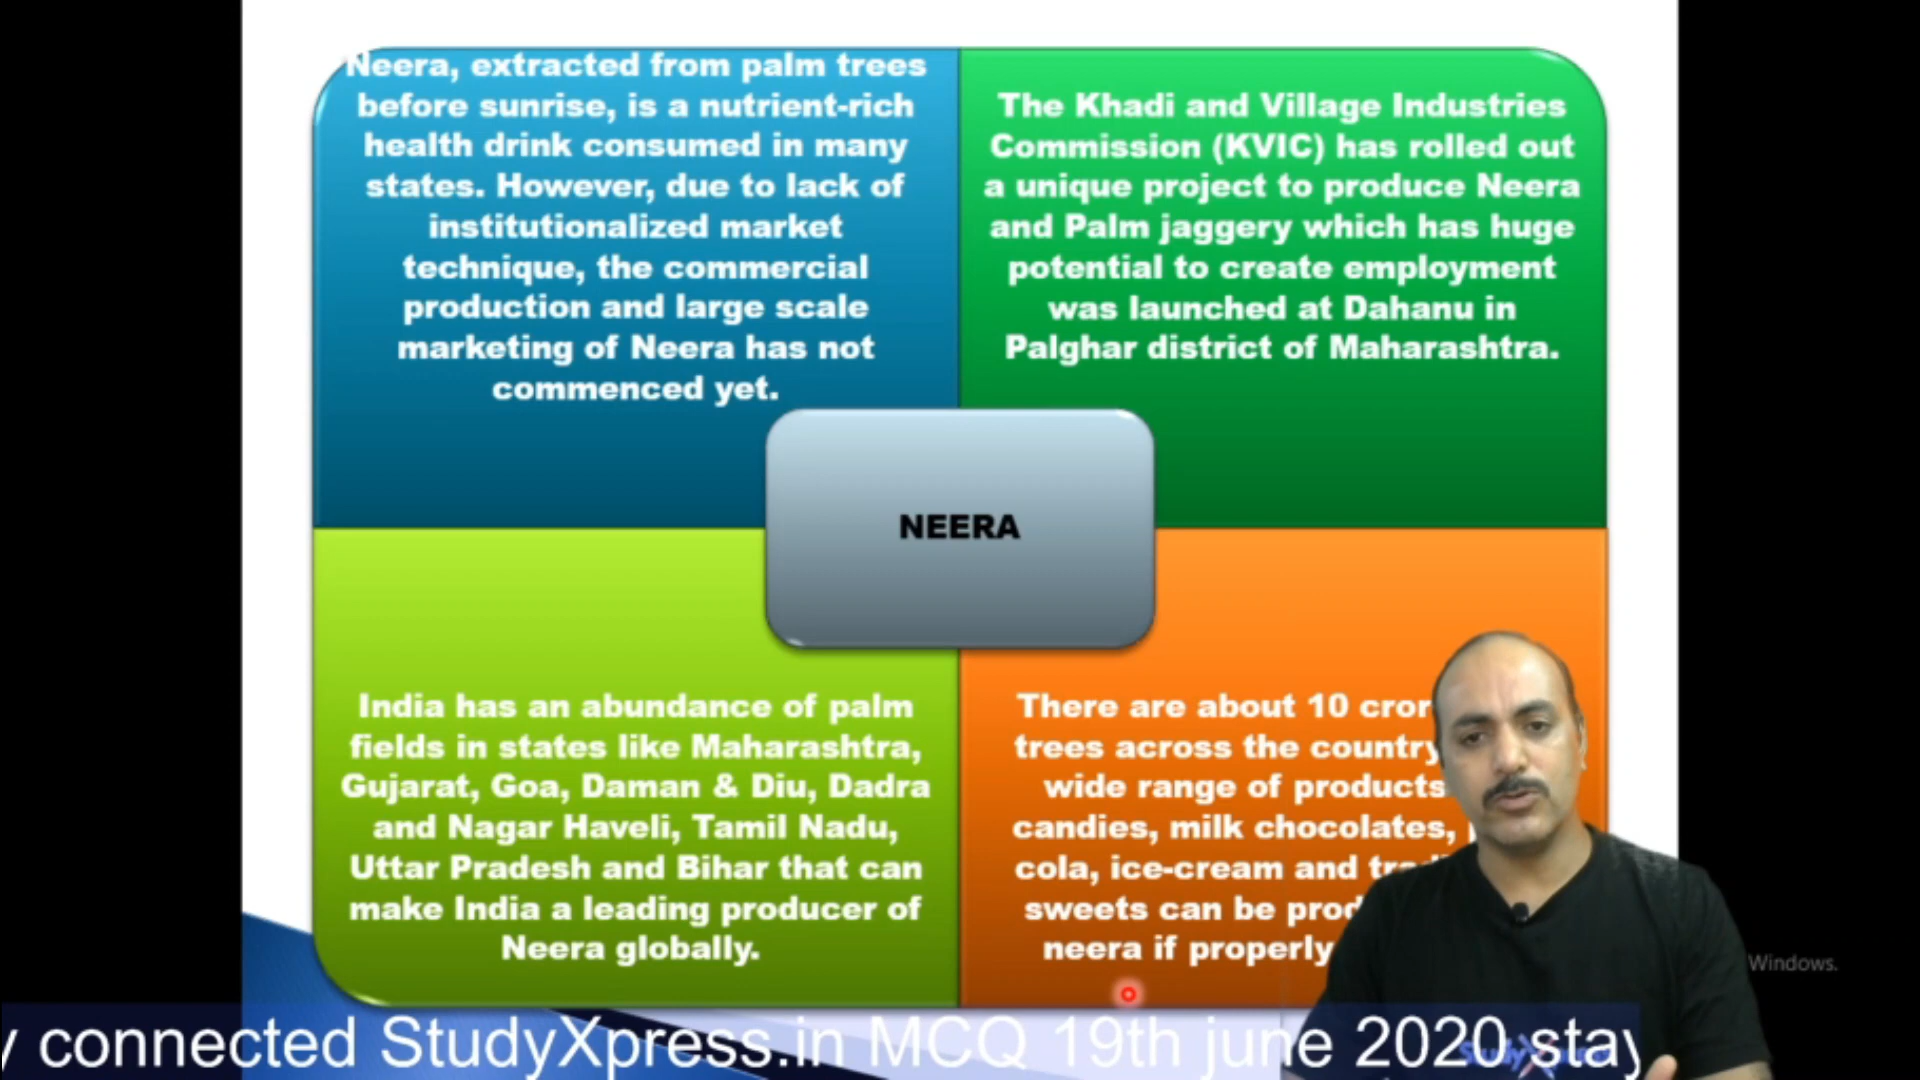 Neera, extracted from palm trees
before sunrise, is a nutrient-rich
health drink consumed in many
states. However, due to lack of
institutionalized market
technique, the commercial
production and large scale
marketing of Neera has not
commenced yet.
The Khadi and Village Industries
Commission (KVIC) has rolled out
a unique project to produce Neera
and Palm jaggery which has huge
potential to create employment
was launched at Dahanu in
Palghar district of Maharashtra.
NEERA
India has an abundance of palm
fields in states like Maharashtra,
Gujarat, Goa, Daman & Diu, Dadra
and Nagar Haveli, Tamil Nadu,
Uttar Pradesh and Bihar that can
make India a leading producer of
Neera globally.
There are about 10
trees across the country
wide range of products
candies, milk chocolates,
cola, ice-cream and
sweets can be
neera if properly
Windows.
connected StudyXpress.in MCQ 19th june 2020 stay